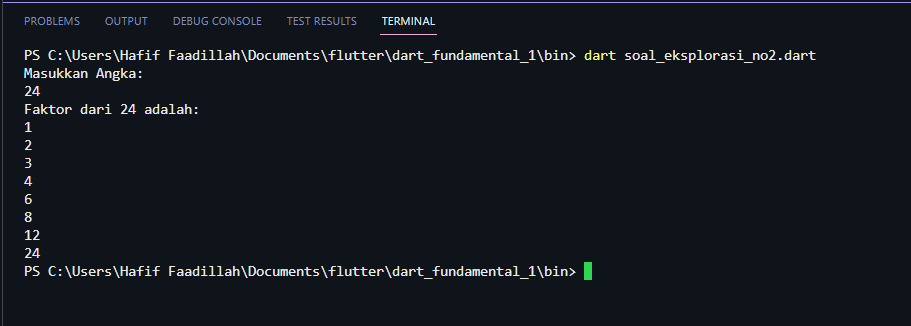 PROBLEMS OUTPUT DEBUG CONSOLE TEST RESULTS TERMINAL
PS C:\Users\Hafif Faadillah\Documents\flutter\dart_fundamental_1\bin> dart soal_eksplorasi_no2.dart
Masukkan Angka:
24
Faktor dari 24 adalah:
1
2
3
4
6
8
12
24
PS C:\Users\Hafif Faadillah\Documents\flutter\dart_fundamental_1\bin>